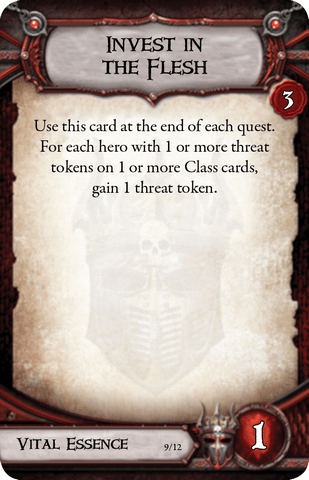 Invest in
the Flesh
3
Use this card at the end of each quest.
For each hero with 1 or more threat
tokens on 1 or more Class cards,
gain 1 threat token.
Vital Essence
9/12
1